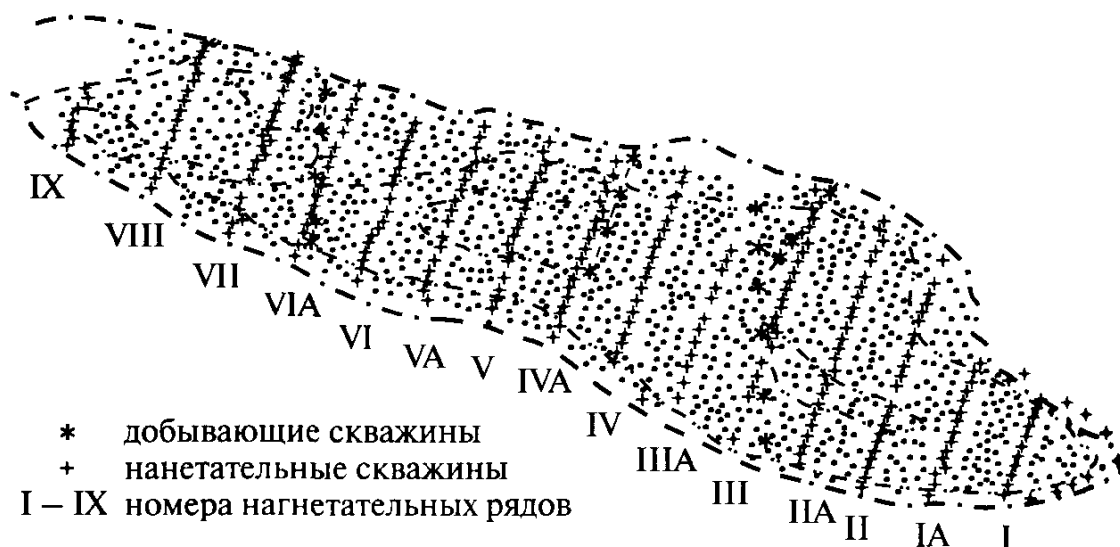 IX
VIII
VII
VIA
VI
VA
V
IVA
IV
IIIA
III
IIA
II
IA
I
* добывающие скважины
+ нанетательные скважины
I – IX номера нагнетательных рядов